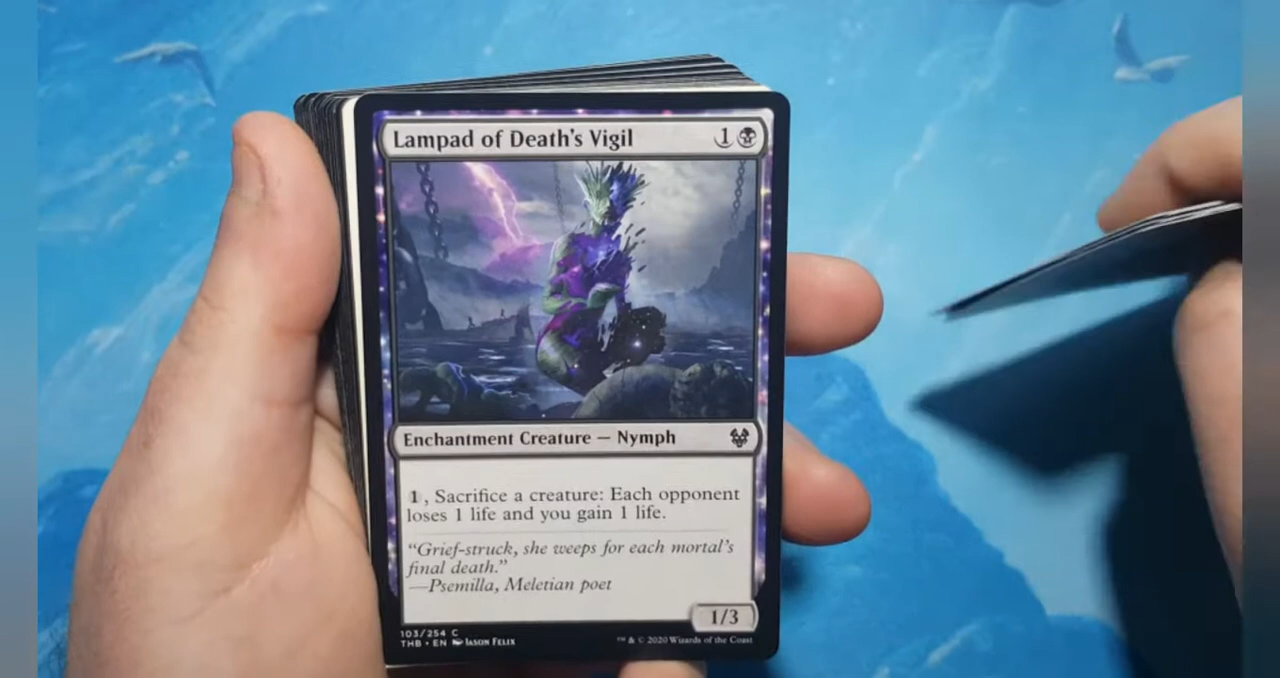 Lampad of Death's Vigil 1
Enchantment Creature — Nymph
1, Sacrifice a creature: Each opponent
loses 1 life and you gain 1 life.
"Grief-struck, she weeps for each mortal's
final death."
—Psemilla, Meletian poet
1/3
103/254 C
THB • EN Jason Felix
™ & © 2020 Wizards of the Coast